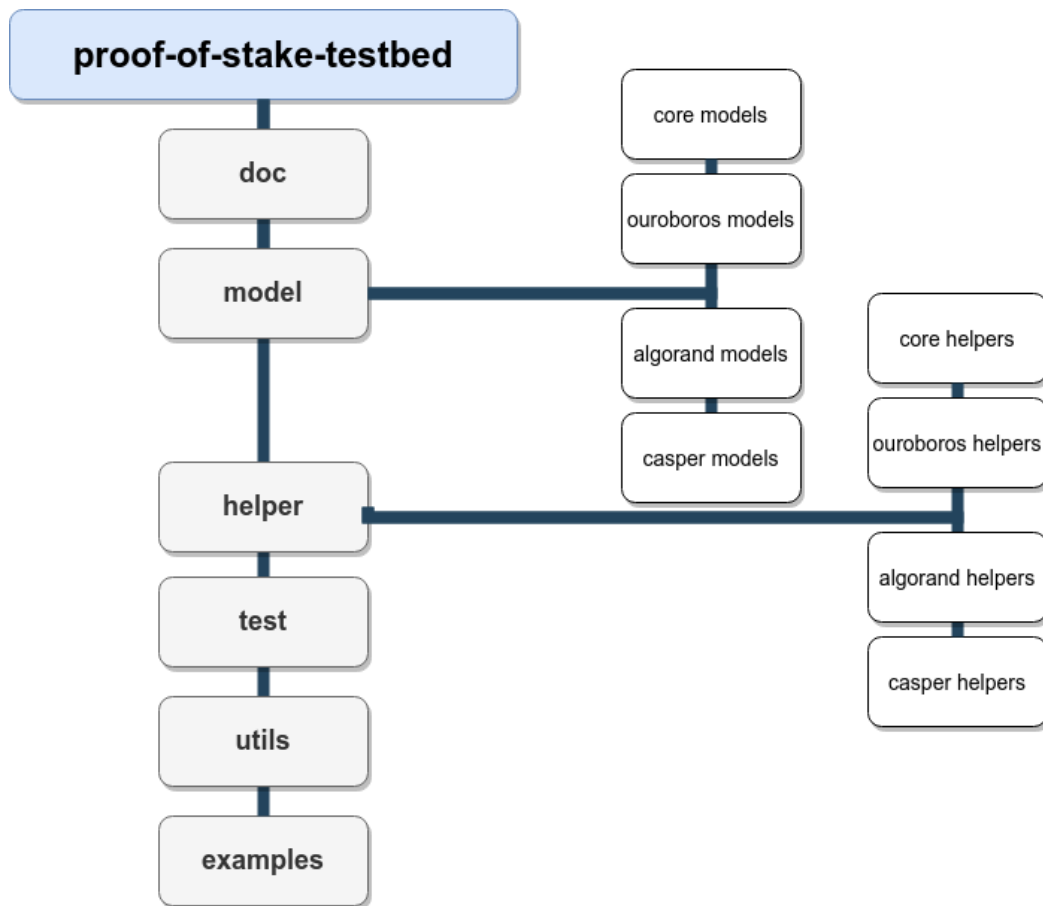 proof-of-stake-testbed
doc
model
helper
test
utils
examples
core models
ouroboros models
algorand models
casper models
core helpers
ouroboros helpers
algorand helpers
casper helpers